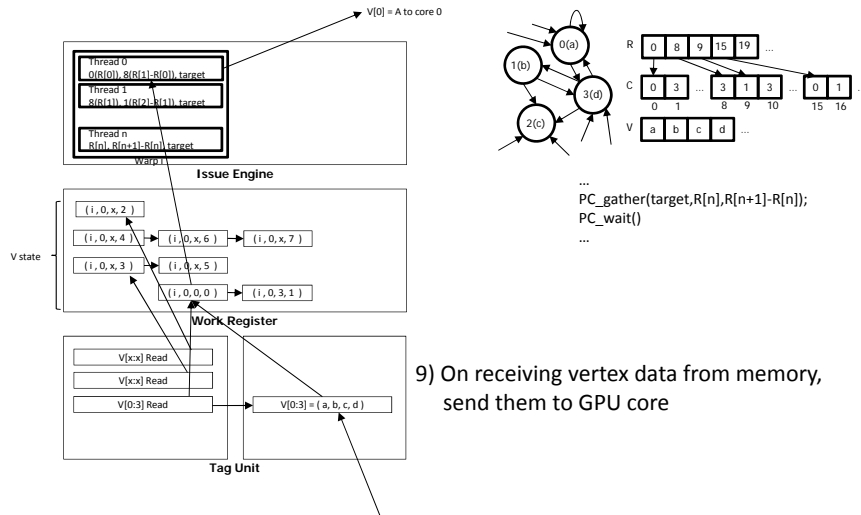 V[0] = A to core 0
Thread 0
0(R[0]), 8(R[1]-R[0]), target
Thread 1
8(R[1]), 1(R[2]-R[1]), target
Thread n
R[n], R[n+1]-R[n], target
Warp i
Issue Engine
V state
( i , 0, x, 2 )
( i , 0, x, 4 ) ( i , 0, x, 6 ) ( i , 0, x, 7 )
( i , 0, x, 3 ) ( i , 0, x, 5 )
( i , 0, 0, 0 ) ( i , 0, 3, 1 )
Work Register
V[x:x] Read
V[x:x] Read
V[0:3] Read V[0:3] = ( a, b, c, d )
Tag Unit
0(a)
1(b)
3(d)
2(c)
R 0 8 9 15 19 ...
C 0 3 ... 3 1 3 ... 0 1 .
0 1 8 9 10 15 16
V a b c d ...
...
PC_gather(target,R[n],R[n+1]-R[n]);
PC_wait()
...
9) On receiving vertex data from memory,
send them to GPU core